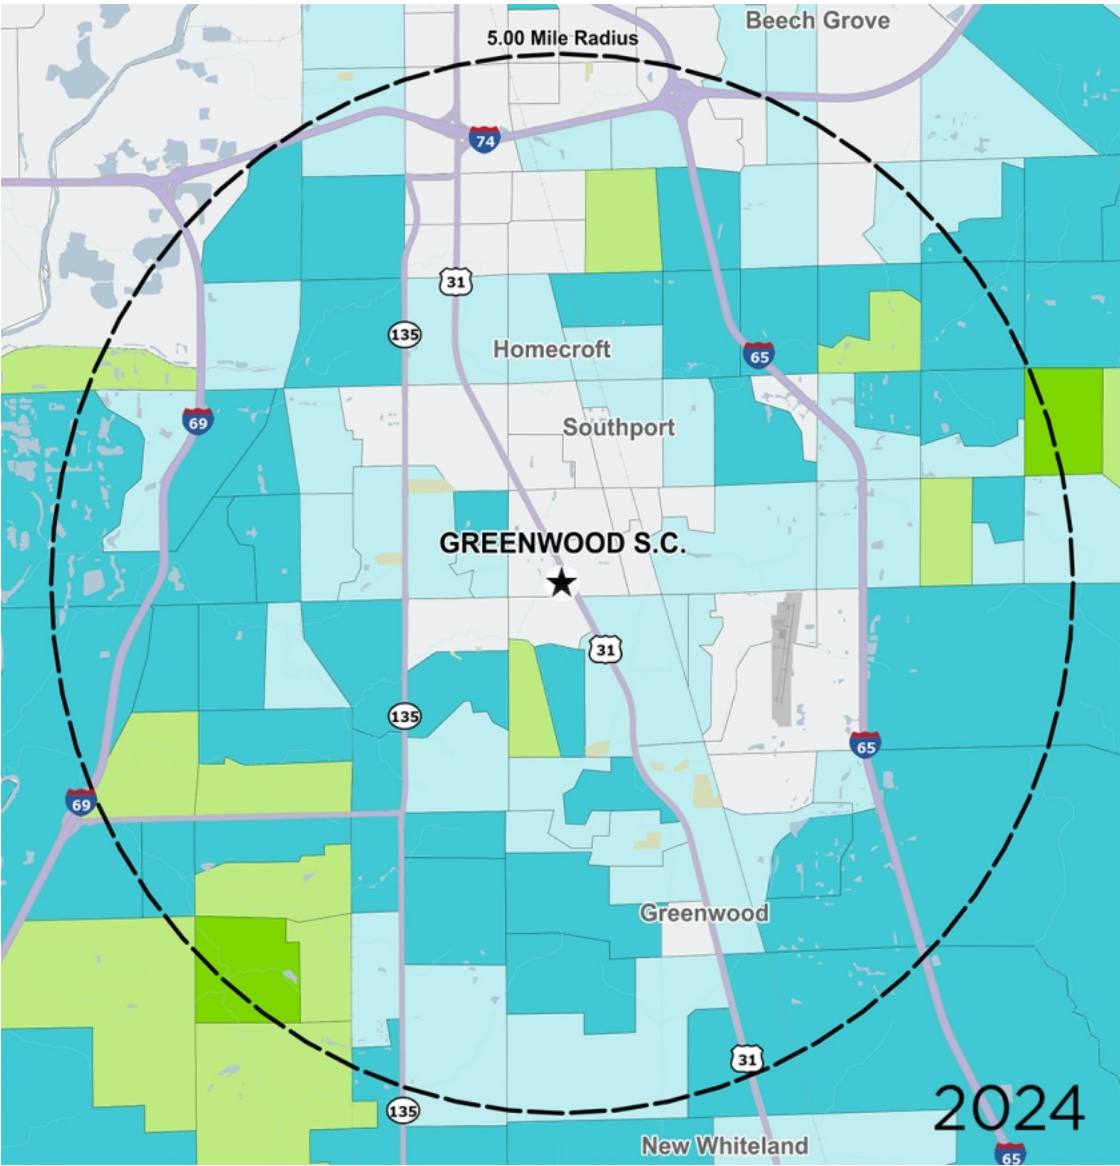 Beech Grove
5.00 Mile Radius
74
31
135
Homecroft
65
69
Southport
GREENWOOD S.C.
31
135
65
69
Greenwood
31
2024
135
New Whiteland
65